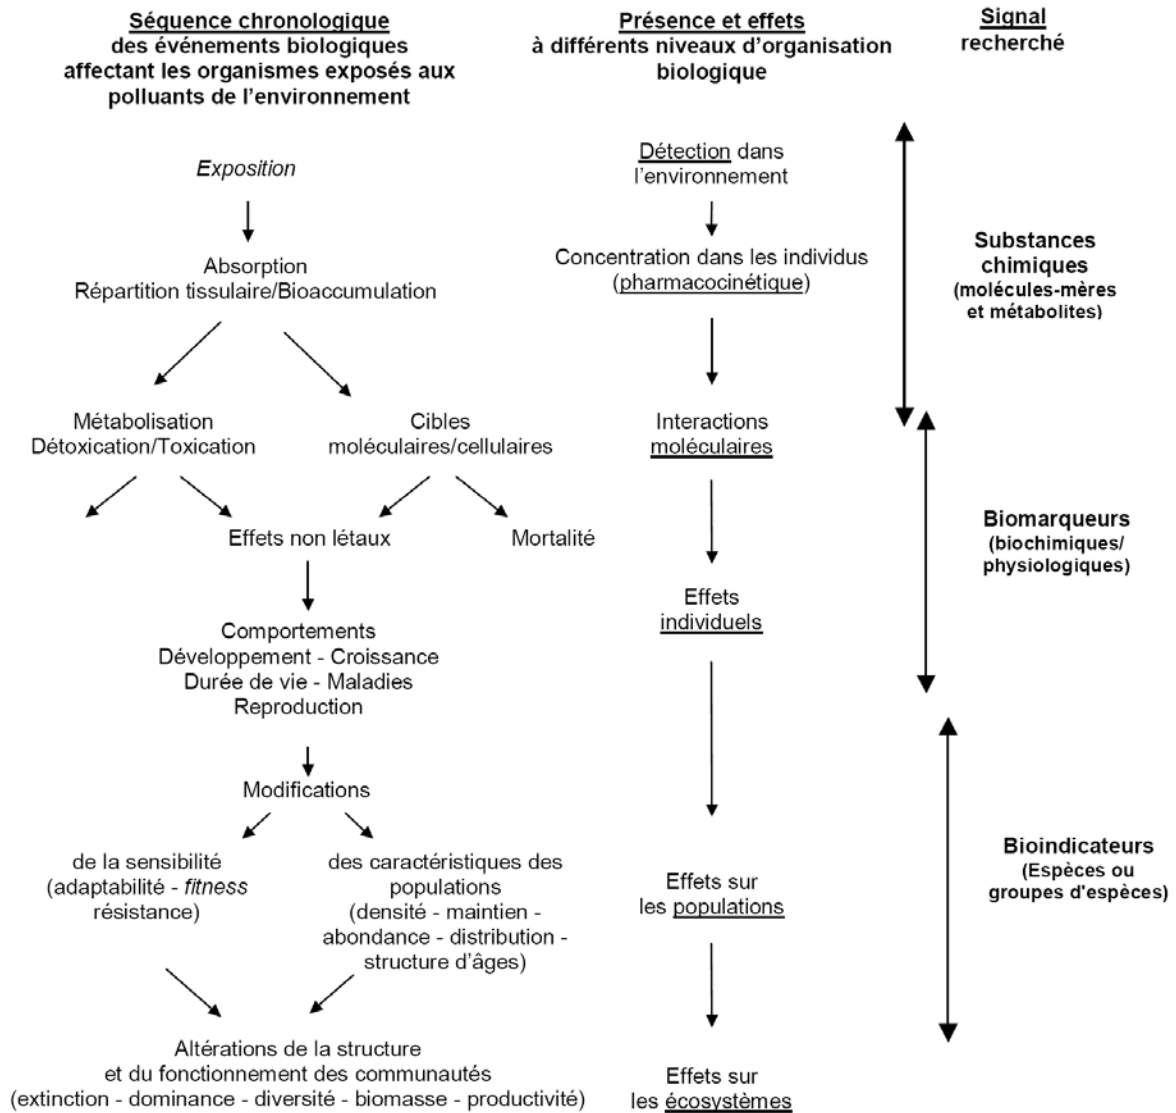 Séquence chronologique
des événements biologiques
affectant les organismes exposés aux
polluants de l'environnement
Exposition
Absorption
Répartition tissulaire/Bioaccumulation
Métabolisation
Détoxication/Toxication
Cibles
moléculaires/cellulaires
Effets non létaux
Mortalité
Comportements
Développement - Croissance
Durée de vie - Maladies
Reproduction
Modifications
de la sensibilité
(adaptabilité - fitness
résistance)
des caractéristiques des
populations
(densité - maintien -
abondance - distribution -
structure d'âges)
Altérations de la structure
et du fonctionnement des communautés
(extinction - dominance - diversité - biomasse - productivité)
Présence et effets
à différents niveaux d'organisation
biologique
Détection dans
l'environnement
Concentration dans les individus
(pharmacocinétique)
Interactions
moléculaires
Effets
individuels
Effets sur
les populations
Effets sur
les écosystèmes
Signal
recherché
Substances
chimiques
(molécules-mères
et métabolites)
Biomarqueurs
(biochimiques/
physiologiques)
Bioindicateurs
(Espèces ou
groupes d'espèces)